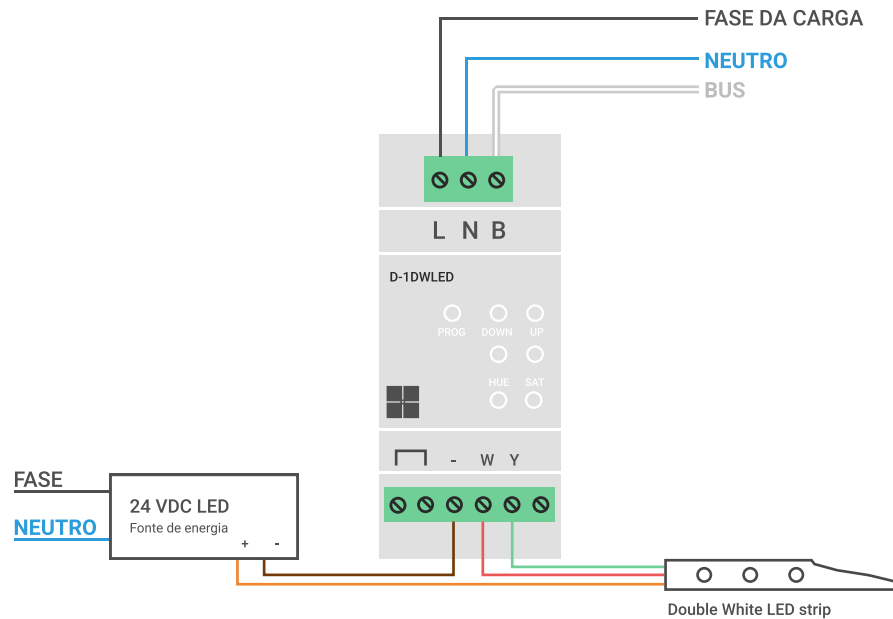 FASE DA CARGA
NEUTRO
BUS
L N B
D-1DWLED
PROG DOWN UP
HUE SAT
- W Y
FASE
NEUTRO
24 VDC LED
Fonte de energia
+ -
Double White LED strip